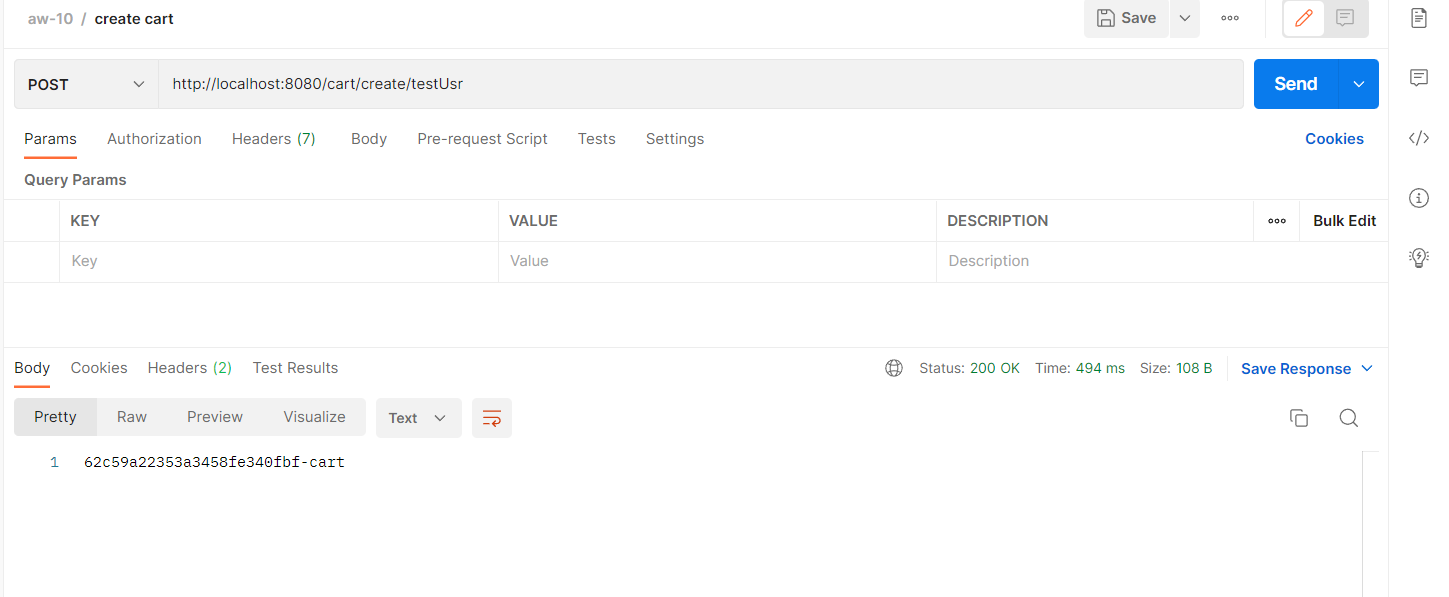 aw-10 / create cart Save
POST http://localhost:8080/cart/create/testUsr Send
Params Authorization Headers (7) Body Pre-request Script Tests Settings Cookies
Query Params
KEY VALUE DESCRIPTION Bulk Edit
Key Value Description
Body Cookies Headers (2) Test Results Status: 200 OK Time: 494 ms Size: 108 B Save Response
Pretty Raw Preview Visualize Text
1 62c59a22353a3458fe340fbf-cart